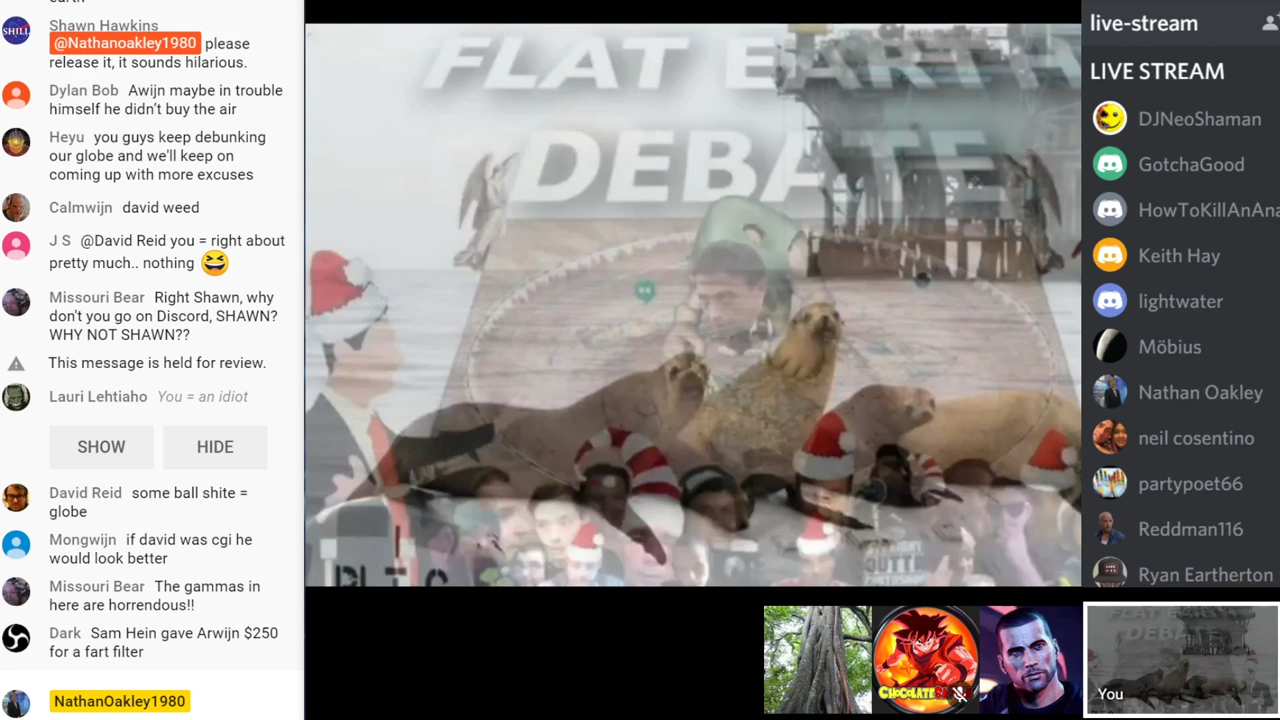 earth
SHILL
Shawn Hawkins
@Nathanoakley1980 please
release it, it sounds hilarious.
Dylan Bob Awijn maybe in trouble
himself he didn’t buy the air
Heyu you guys keep debunking
our globe and we'll keep on
coming up with more excuses
Calmwijn david weed
J S @David Reid you = right about
pretty much.. nothing 😆
Missouri Bear Right Shawn, why
don't you go on Discord, SHAWN?
WHY NOT SHAWN??
This message is held for review.
Lauri Lehtiaho You = an idiot
SHOW HIDE
David Reid some ball shite =
globe
Mongwijn if david was cgi he
would look better
Missouri Bear The gammas in
here are horrendous!!
Dark Sam Hein gave Arwijn $250
for a fart filter
NathanOakley1980
FLAT EARTH
DEBATE
live-stream
LIVE STREAM
DJNeoShaman
GotchaGood
HowToKillAnAna
Keith Hay
lightwater
Möbius
Nathan Oakley
neil cosentino
partypoet66
Reddman116
Ryan Eartherton
FLAT EARTH
DEBATE
You